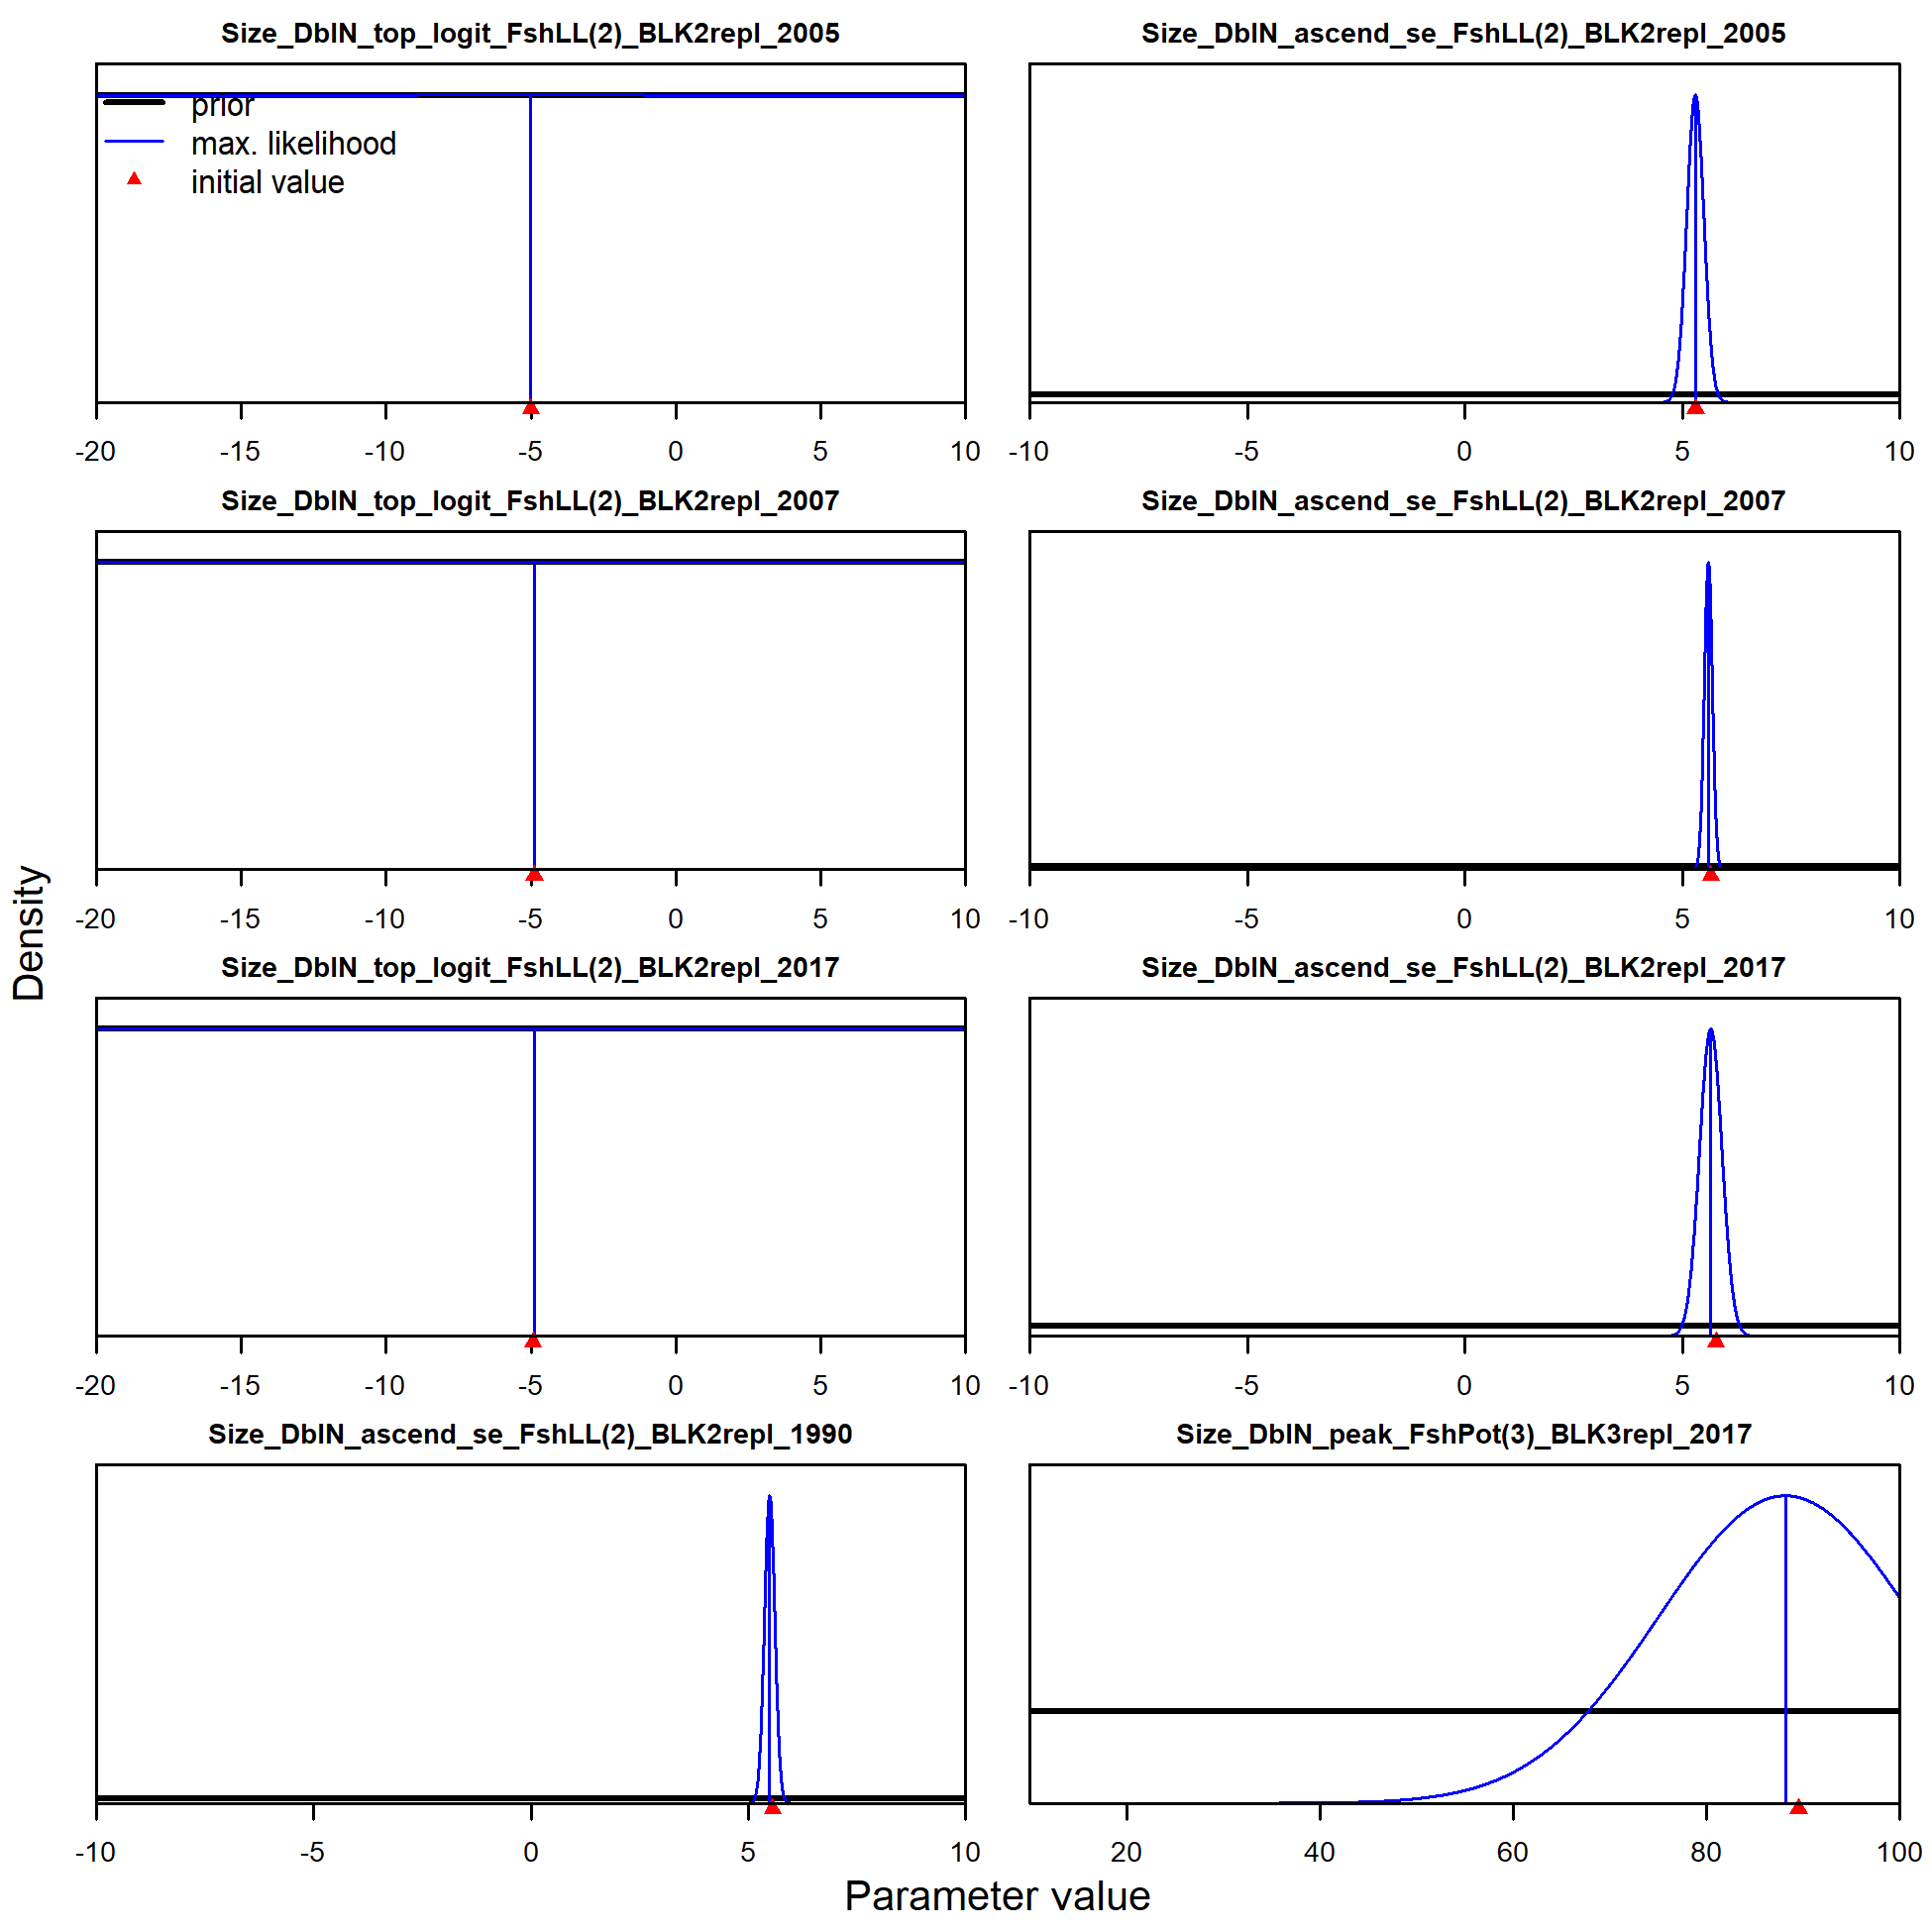 Size_DblN_top_logit_FshLL(2)_BLK2repl_2005
Size_DblN_ascend_se_FshLL(2)_BLK2repl_2005
prior
max. likelihood
initial value
-20 -15 -10 -5 0 5 10
-10 -5 0 5 10
Size_DblN_top_logit_FshLL(2)_BLK2repl_2007
Size_DblN_ascend_se_FshLL(2)_BLK2repl_2007
-20 -15 -10 -5 0 5 10
-10 -5 0 5 10
Density
Size_DblN_top_logit_FshLL(2)_BLK2repl_2017
Size_DblN_ascend_se_FshLL(2)_BLK2repl_2017
-20 -15 -10 -5 0 5 10
-10 -5 0 5 10
Size_DblN_ascend_se_FshLL(2)_BLK2repl_1990
Size_DblN_peak_FshPot(3)_BLK3repl_2017
-10 -5 0 5 10
20 40 60 80 100
Parameter value